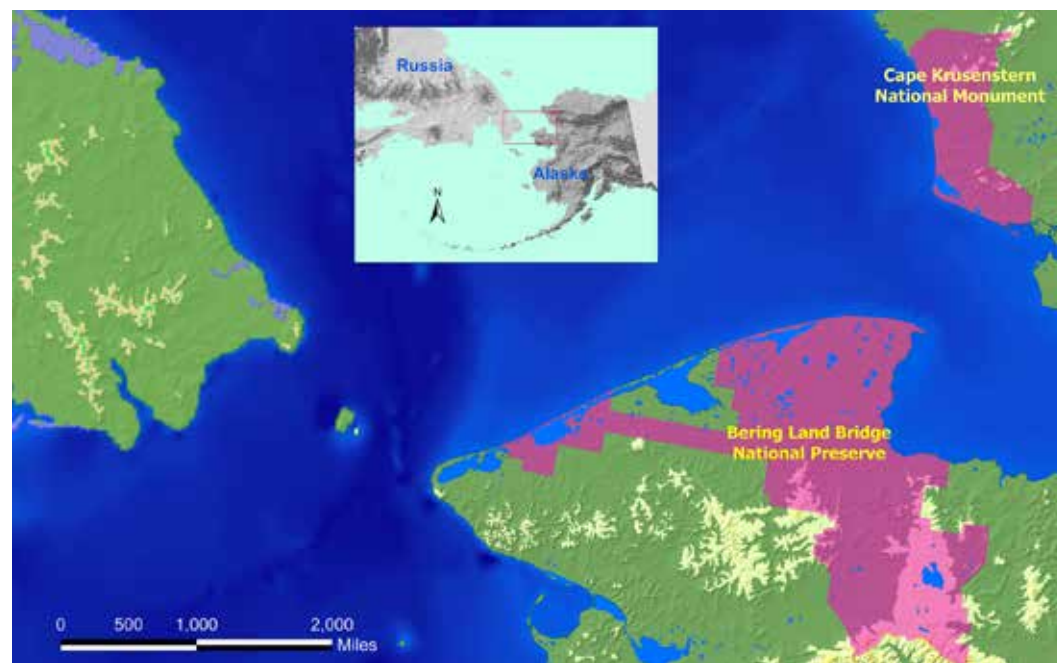 Russia
Alaska
N
Cape Krusenstern
National Monument
Bering Land Bridge
National Preserve
0 500 1,000 2,000
Miles